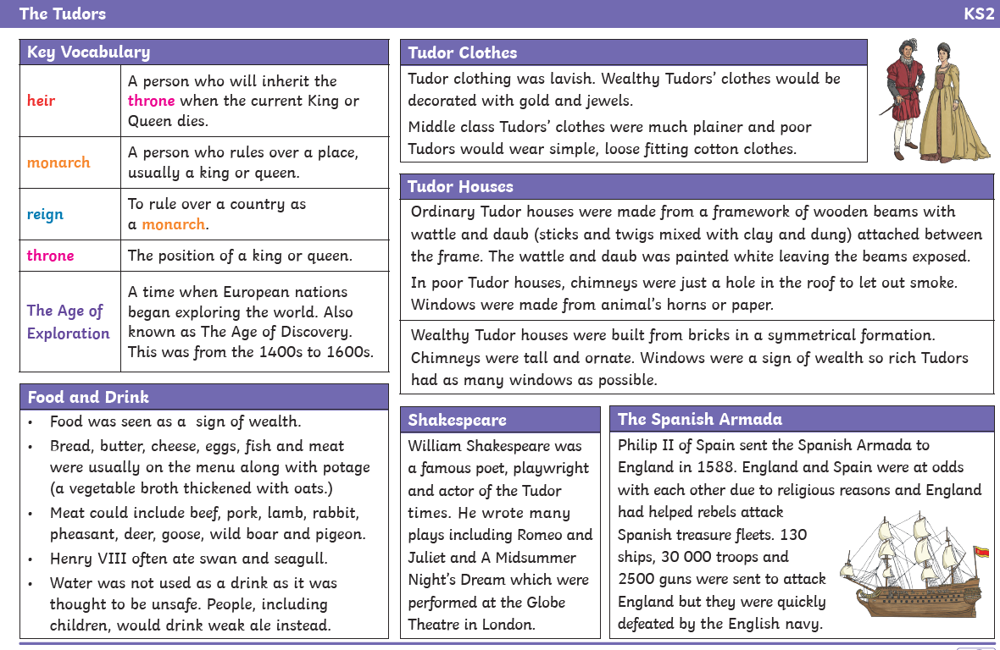 The Tudors
KS2
Key Vocabulary
heir
A person who will inherit the
throne when the current King or
Queen dies.
monarch
A person who rules over a place,
usually a king or queen.
reign
To rule over a country as
a monarch.
throne
The position of a king or queen.
The Age of
Exploration
A time when European nations
began exploring the world. Also
known as The Age of Discovery.
This was from the 1400s to 1600s.
Food and Drink
• Food was seen as a  sign of wealth.
• Bread, butter, cheese, eggs, fish and meat
were usually on the menu along with potage
(a vegetable broth thickened with oats.)
• Meat could include beef, pork, lamb, rabbit,
pheasant, deer, goose, wild boar and pigeon.
• Henry VIII often ate swan and seagull.
• Water was not used as a drink as it was
thought to be unsafe. People, including
children, would drink weak ale instead.
Tudor Clothes
Tudor clothing was lavish. Wealthy Tudors’ clothes would be
decorated with gold and jewels.
Middle class Tudors’ clothes were much plainer and poor
Tudors would wear simple, loose fitting cotton clothes.
Tudor Houses
Ordinary Tudor houses were made from a framework of wooden beams with
wattle and daub (sticks and twigs mixed with clay and dung) attached between
the frame. The wattle and daub was painted white leaving the beams exposed.
In poor Tudor houses, chimneys were just a hole in the roof to let out smoke.
Windows were made from animal’s horns or paper.
Wealthy Tudor houses were built from bricks in a symmetrical formation.
Chimneys were tall and ornate. Windows were a sign of wealth so rich Tudors
had as many windows as possible.
Shakespeare
William Shakespeare was
a famous poet, playwright
and actor of the Tudor
times. He wrote many
plays including Romeo and
Juliet and A Midsummer
Night’s Dream which were
performed at the Globe
Theatre in London.
The Spanish Armada
Philip II of Spain sent the Spanish Armada to
England in 1588. England and Spain were at odds
with each other due to religious reasons and England
had helped rebels attack
Spanish treasure fleets. 130
ships, 30 000 troops and
2500 guns were sent to attack
England but they were quickly
defeated by the English navy.